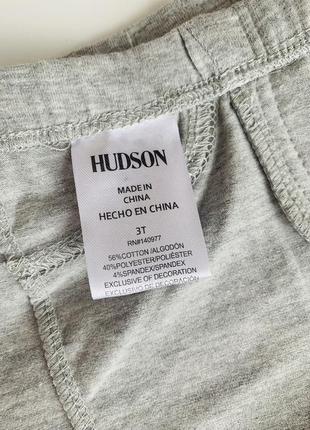 HUDSON
MADE IN
CHINA
HECHO EN CHINA
3T
RN#140977
56%COTTON/ALGODÓN
40%POLYESTER/POLIÉSTER
4%SPANDEX/SPANDEX
EXCLUSIVE OF DECORATION
EXCLUSIVO DE DECORACIÓN